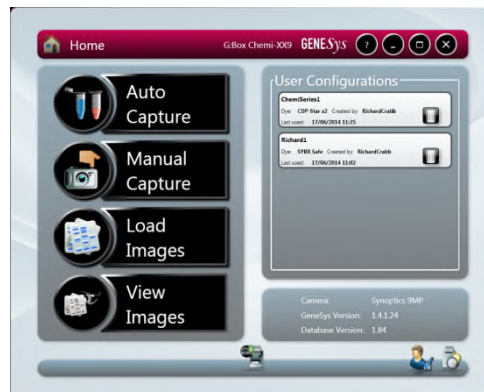 Home
G:Box Chemi-XX9 GENESys ?
Auto
Capture
Manual
Capture
Load
Images
View
Images
User Configurations
ChemiSeries1
Dye: CDP-Star x2 Created by: RichardCrabb
Last used: 17/06/2014 11:35
Richard1
Dye: SYBR Safe Created by: RichardCrabb
Last used: 17/06/2014 11:02
Camera: Synoptics 9MP
GeneSys Version: 1.4.1.24
Database Version: 1.84